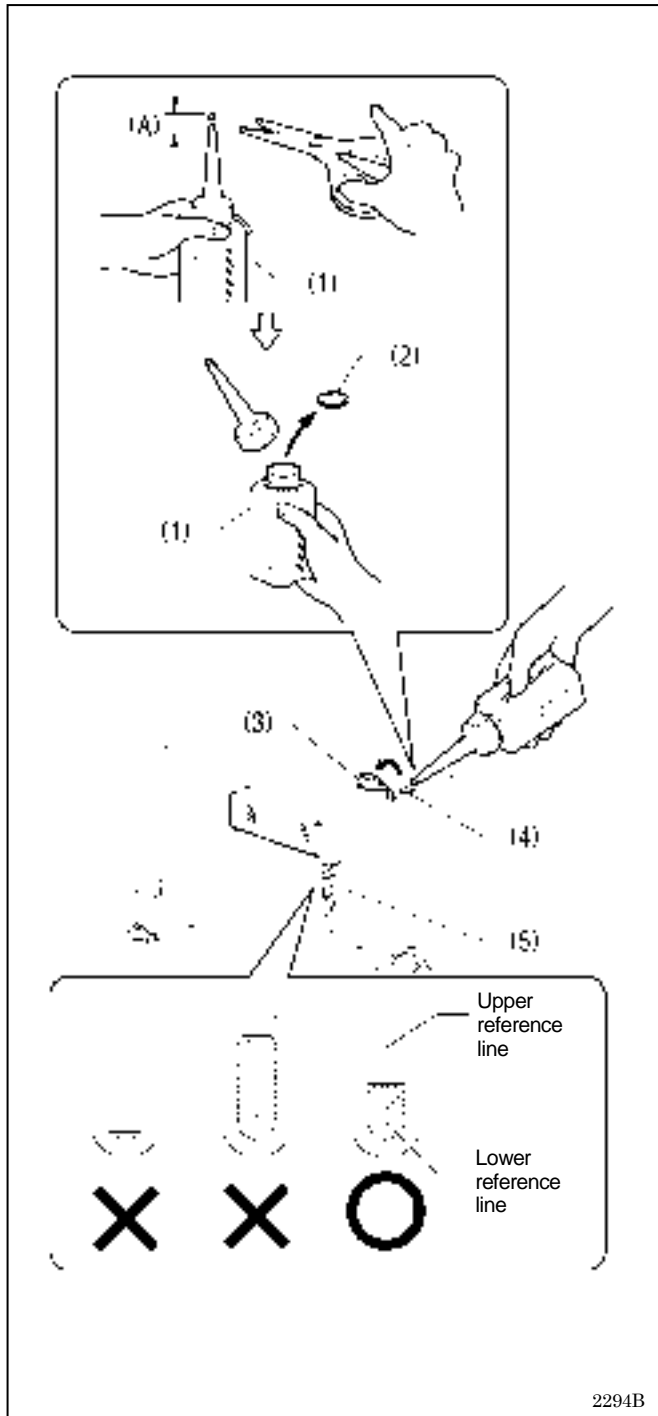 (A)
(1)
(2)
(1)
(3)
(4)
(5)
Upper
reference
line
Lower
reference
line
2294B